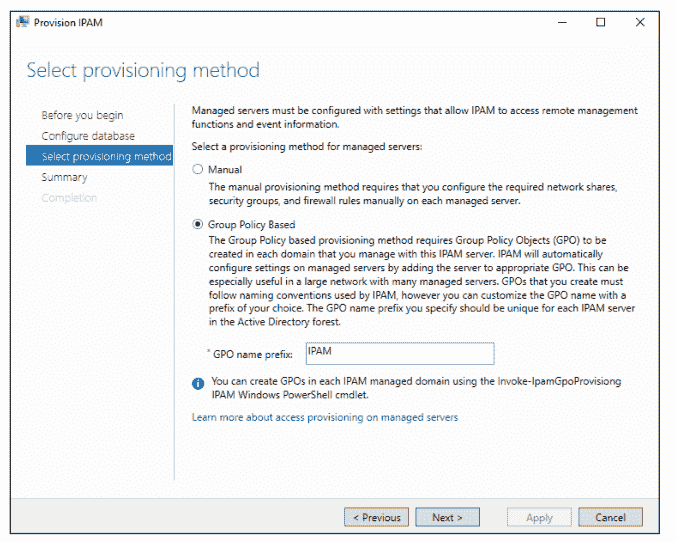 Provision IPAM
Select provisioning method
Before you begin
Configure database
Select provisioning method
Summary
Completion
Managed servers must be configured with settings that allow IPAM to access remote management
functions and event information.
Select a provisioning method for managed servers:
Manual
The manual provisioning method requires that you configure the required network shares,
security groups, and firewall rules manually on each managed server.
Group Policy Based
The Group Policy based provisioning method requires Group Policy Objects (GPO) to be
created in each domain that you manage with this IPAM server. IPAM will automatically
configure settings on managed servers by adding the server to appropriate GPO. This can be
especially useful in a large network with many managed servers. GPOs that you create must
follow naming conventions used by IPAM, however you can customize the GPO name with a
prefix of your choice. The GPO name prefix you specify should be unique for each IPAM server
in the Active Directory forest.
* GPO name prefix: IPAM
You can create GPOs in each IPAM managed domain using the Invoke-IpamGpoProvisiong
IPAM Windows PowerShell cmdlet.
Learn more about access provisioning on managed servers
< Previous Next > Apply Cancel